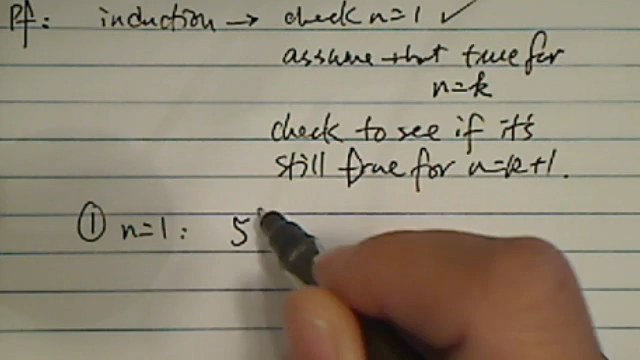 Pf: induction → check n=1 ✓
assume that true for
n=k
check to see if it's
still true for n=k+1.
① n=1: 5